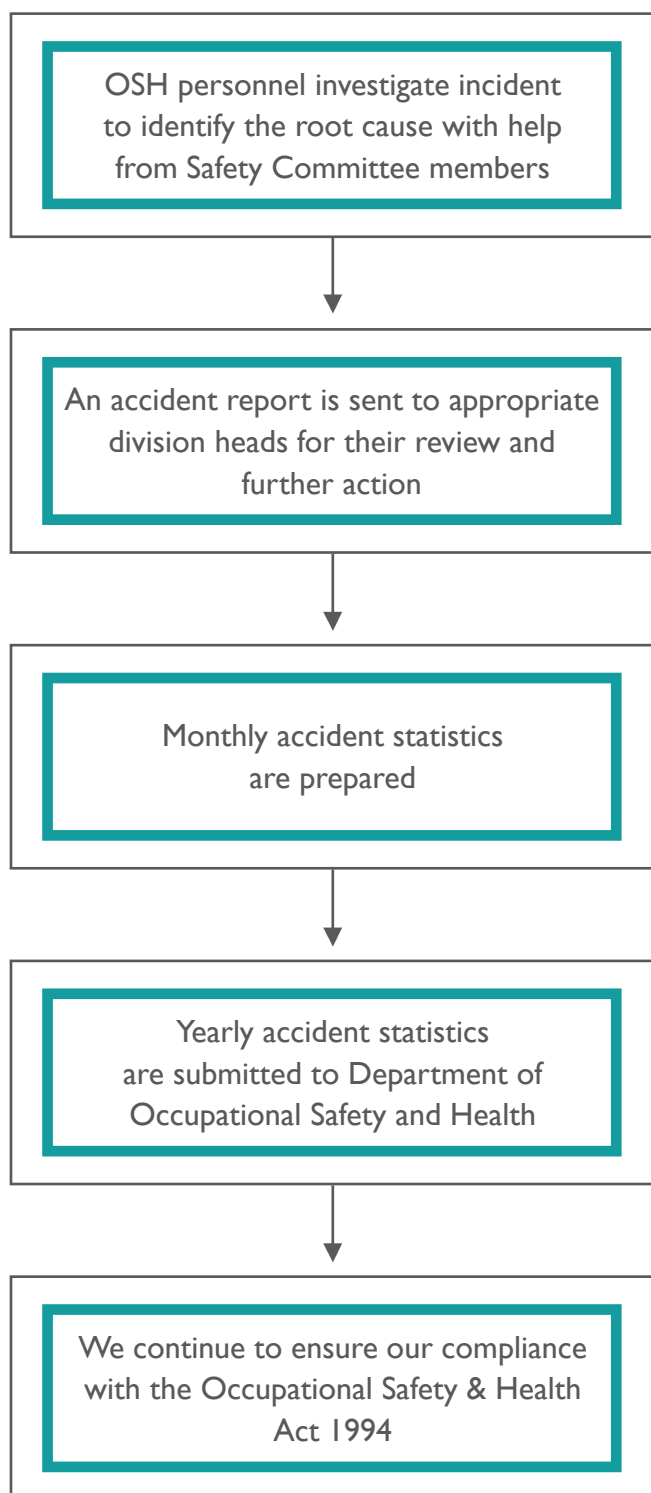 OSH personnel investigate incident
to identify the root cause with help
from Safety Committee members
An accident report is sent to appropriate
division heads for their review and
further action
Monthly accident statistics
are prepared
Yearly accident statistics
are submitted to Department of
Occupational Safety and Health
We continue to ensure our compliance
with the Occupational Safety & Health
Act 1994